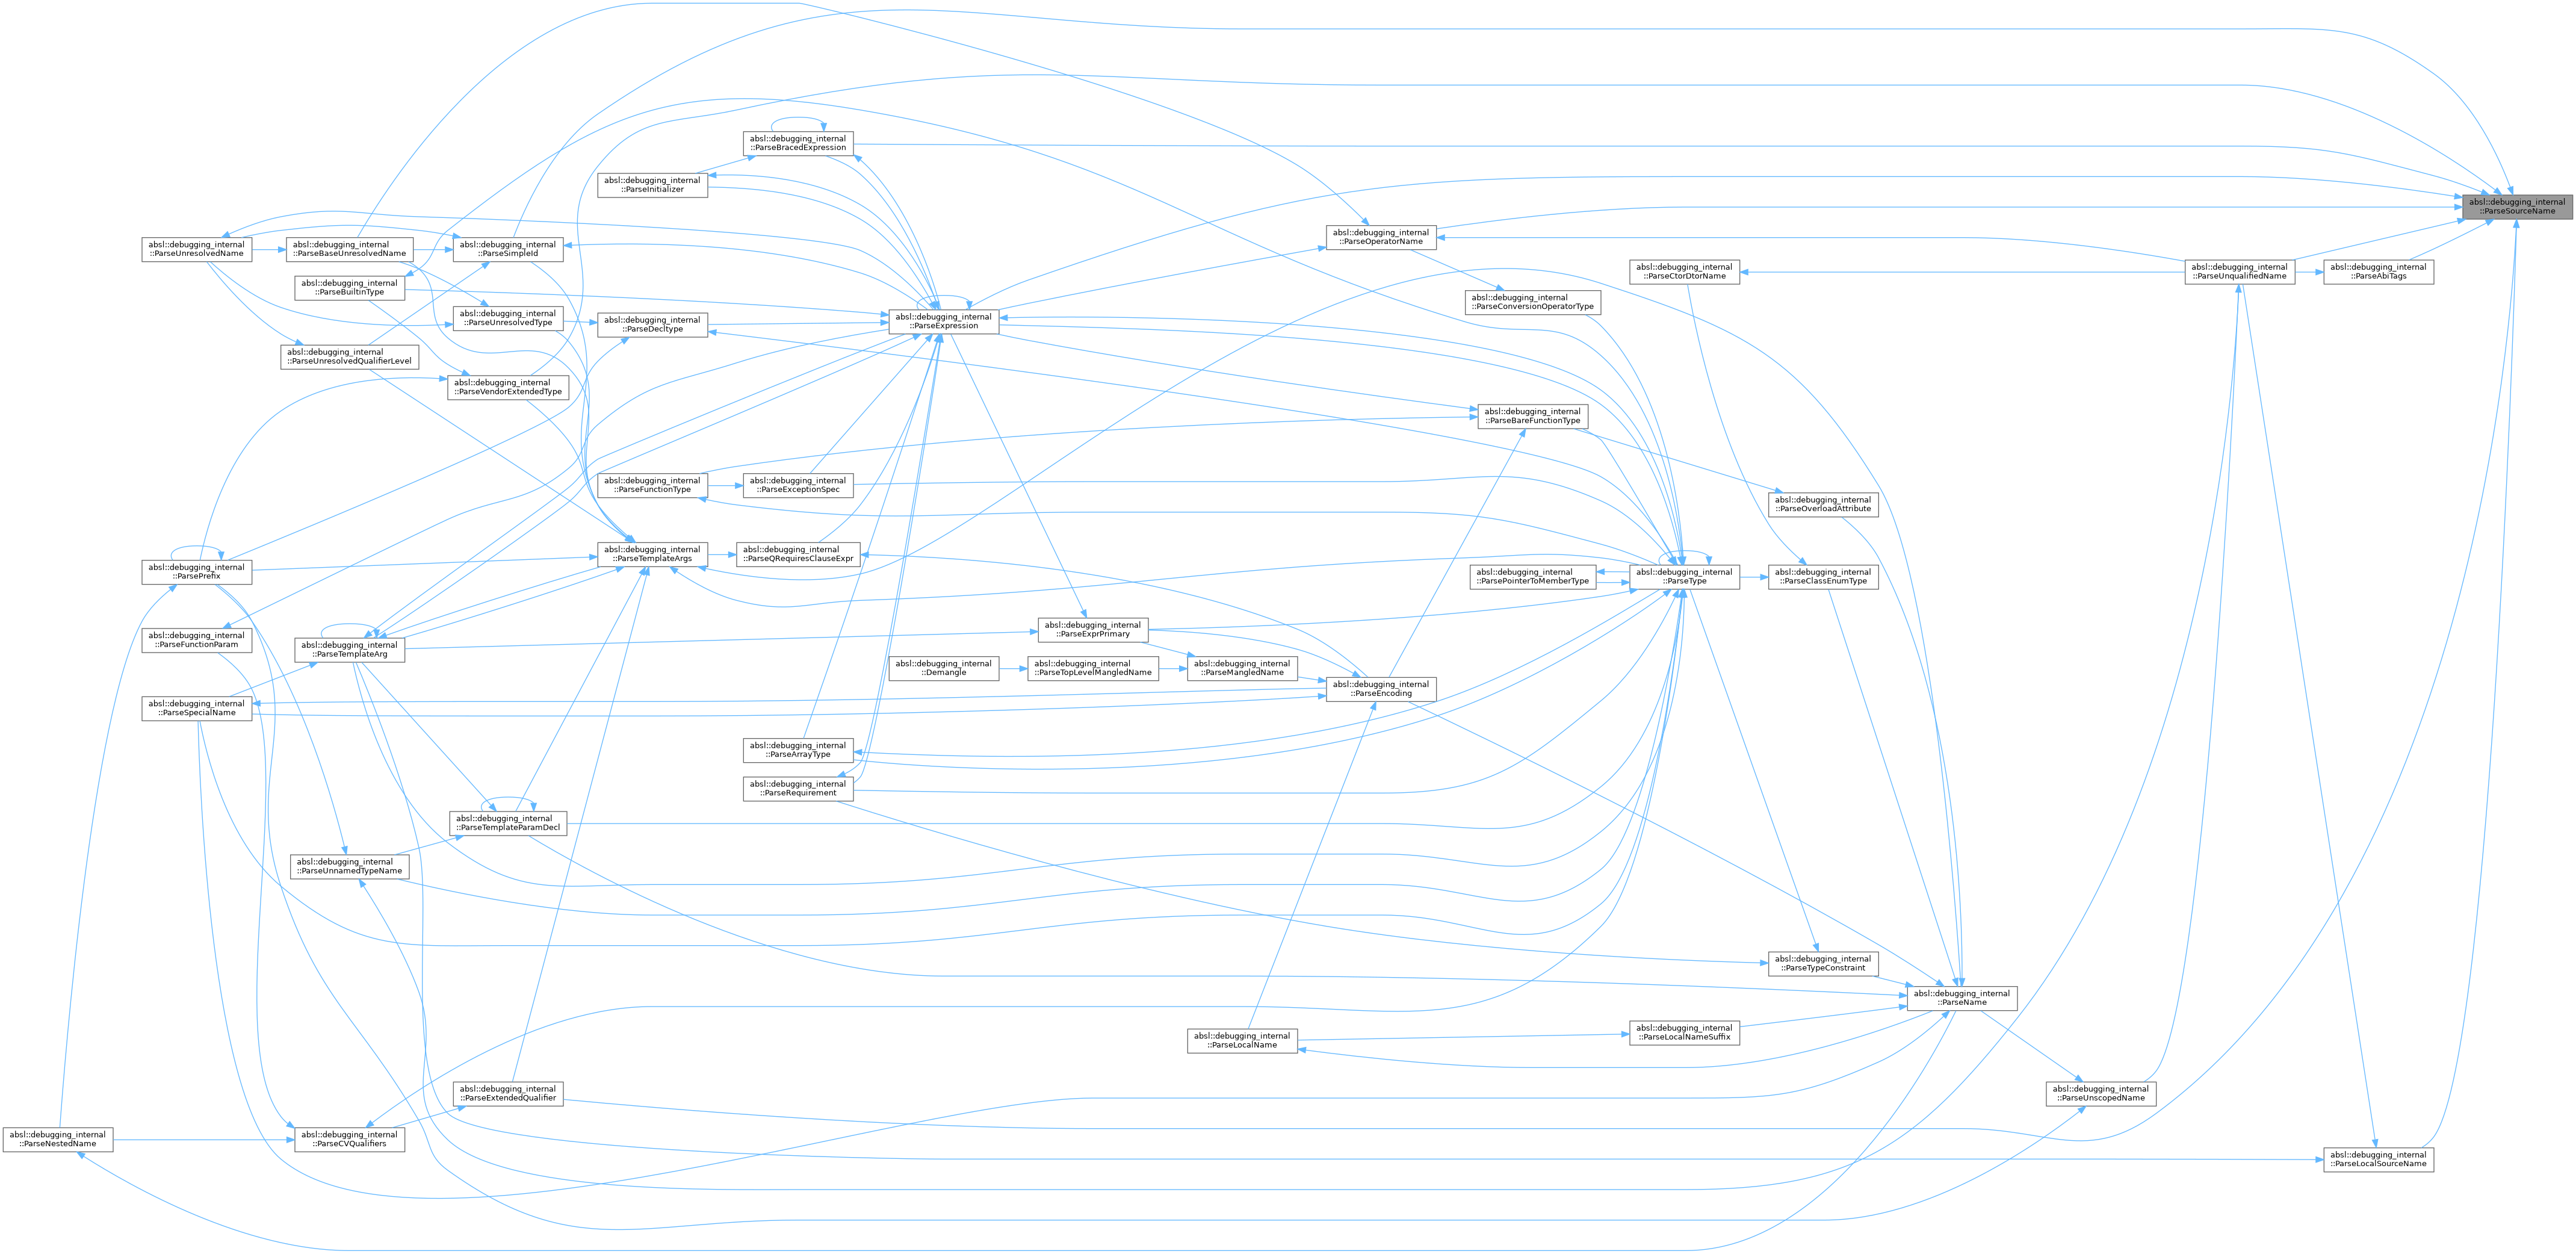 absl::debugging_internal
::ParseBracedExpression
absl::debugging_internal
::ParseInitializer
absl::debugging_internal
::ParseSourceName
absl::debugging_internal
::ParseOperatorName
absl::debugging_internal
::ParseUnresolvedName
absl::debugging_internal
::ParseBaseUnresolvedName
absl::debugging_internal
::ParseSimpleId
absl::debugging_internal
::ParseCtorDtorName
absl::debugging_internal
::ParseUnqualifiedName
absl::debugging_internal
::ParseAbiTags
absl::debugging_internal
::ParseBuiltinType
absl::debugging_internal
::ParseConversionOperatorType
absl::debugging_internal
::ParseUnresolvedType
absl::debugging_internal
::ParseDecltype
absl::debugging_internal
::ParseExpression
absl::debugging_internal
::ParseUnresolvedQualifierLevel
absl::debugging_internal
::ParseVendorExtendedType
absl::debugging_internal
::ParseBareFunctionType
absl::debugging_internal
::ParseFunctionType
absl::debugging_internal
::ParseExceptionSpec
absl::debugging_internal
::ParseOverloadAttribute
absl::debugging_internal
::ParseTemplateArgs
absl::debugging_internal
::ParseQRequiresClauseExpr
absl::debugging_internal
::ParsePrefix
absl::debugging_internal
::ParsePointerToMemberType
absl::debugging_internal
::ParseType
absl::debugging_internal
::ParseClassEnumType
absl::debugging_internal
::ParseFunctionParam
absl::debugging_internal
::ParseTemplateArg
absl::debugging_internal
::ParseExprPrimary
absl::debugging_internal
::Demangle
absl::debugging_internal
::ParseTopLevelMangledName
absl::debugging_internal
::ParseMangledName
absl::debugging_internal
::ParseEncoding
absl::debugging_internal
::ParseSpecialName
absl::debugging_internal
::ParseArrayType
absl::debugging_internal
::ParseRequirement
absl::debugging_internal
::ParseTemplateParamDecl
absl::debugging_internal
::ParseUnnamedTypeName
absl::debugging_internal
::ParseTypeConstraint
absl::debugging_internal
::ParseName
absl::debugging_internal
::ParseLocalName
absl::debugging_internal
::ParseLocalNameSuffix
absl::debugging_internal
::ParseExtendedQualifier
absl::debugging_internal
::ParseUnscopedName
absl::debugging_internal
::ParseNestedName
absl::debugging_internal
::ParseCVQualifiers
absl::debugging_internal
::ParseLocalSourceName